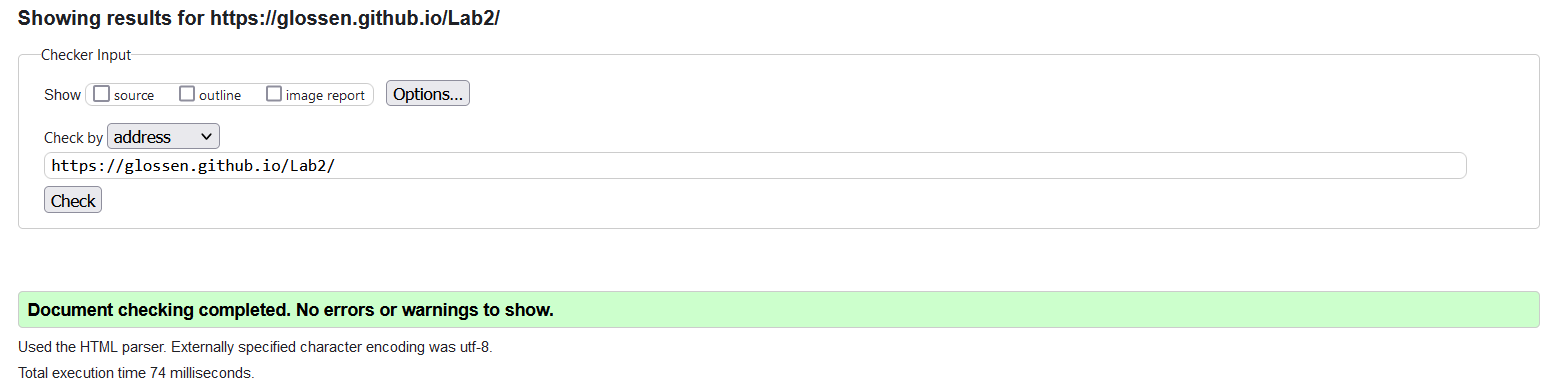 Showing results for https://glossen.github.io/Lab2/
Checker Input
Show source outline image report Options...
Check by address
https://glossen.github.io/Lab2/
Check
Document checking completed. No errors or warnings to show.
Used the HTML parser. Externally specified character encoding was utf-8.
Total execution time 74 milliseconds.